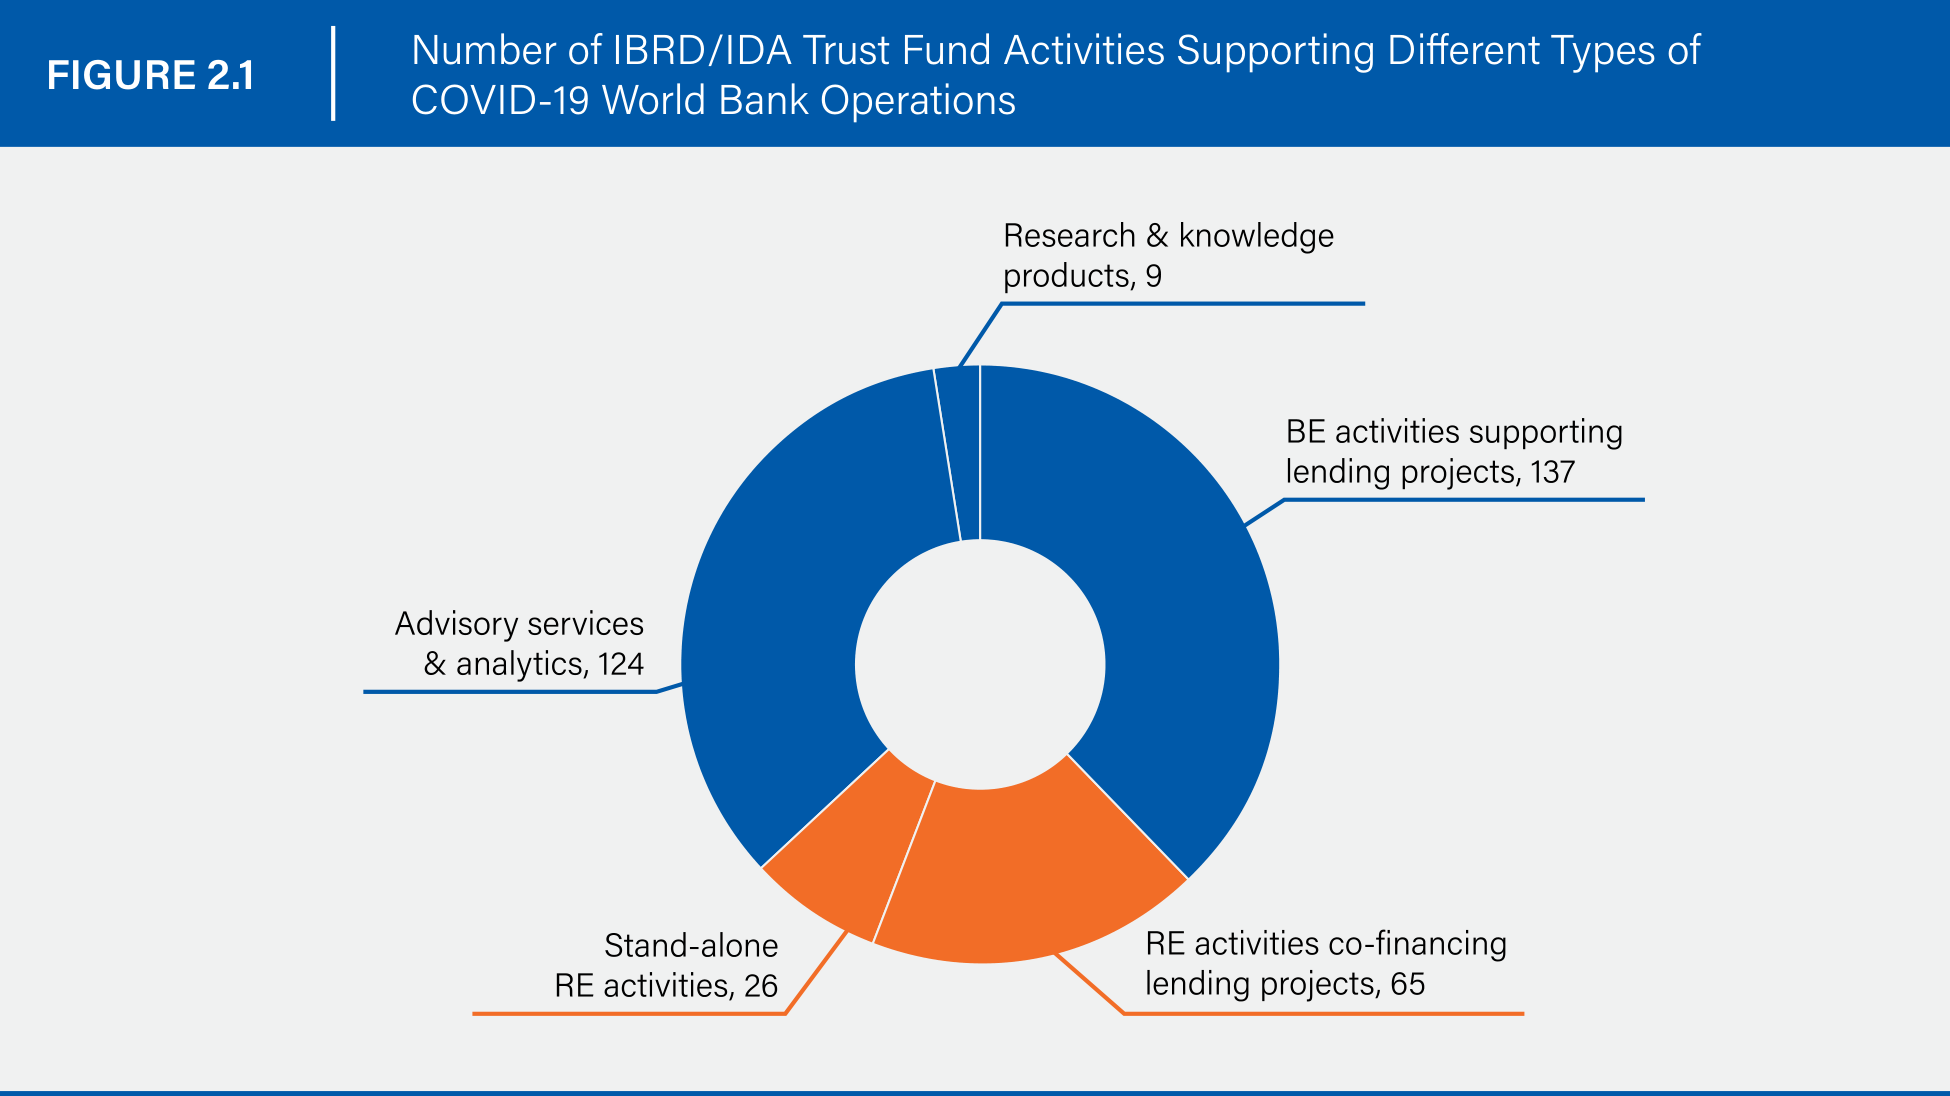 FIGURE 2.1
Number of IBRD/IDA Trust Fund Activities Supporting Different Types of
COVID-19 World Bank Operations
Research & knowledge
products, 9
BE activities supporting
lending projects, 137
Advisory services
& analytics, 124
Stand-alone
RE activities, 26
RE activities co-financing
lending projects, 65